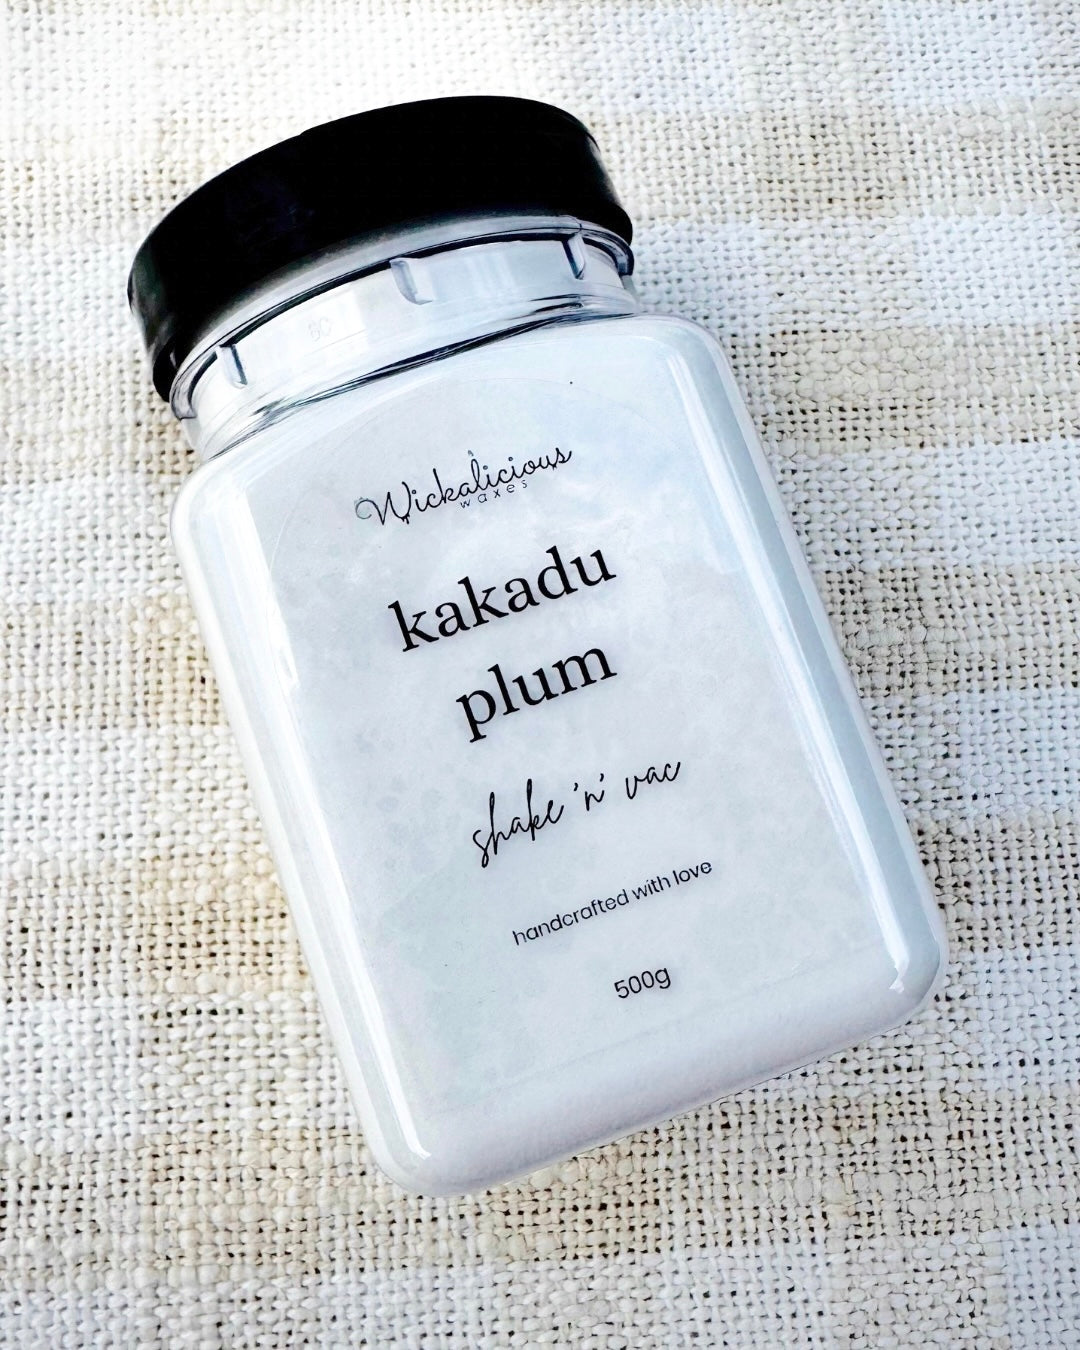 Wickalicious
waxes
kakadu
plum
shake 'n' vac
handcrafted with love
500g